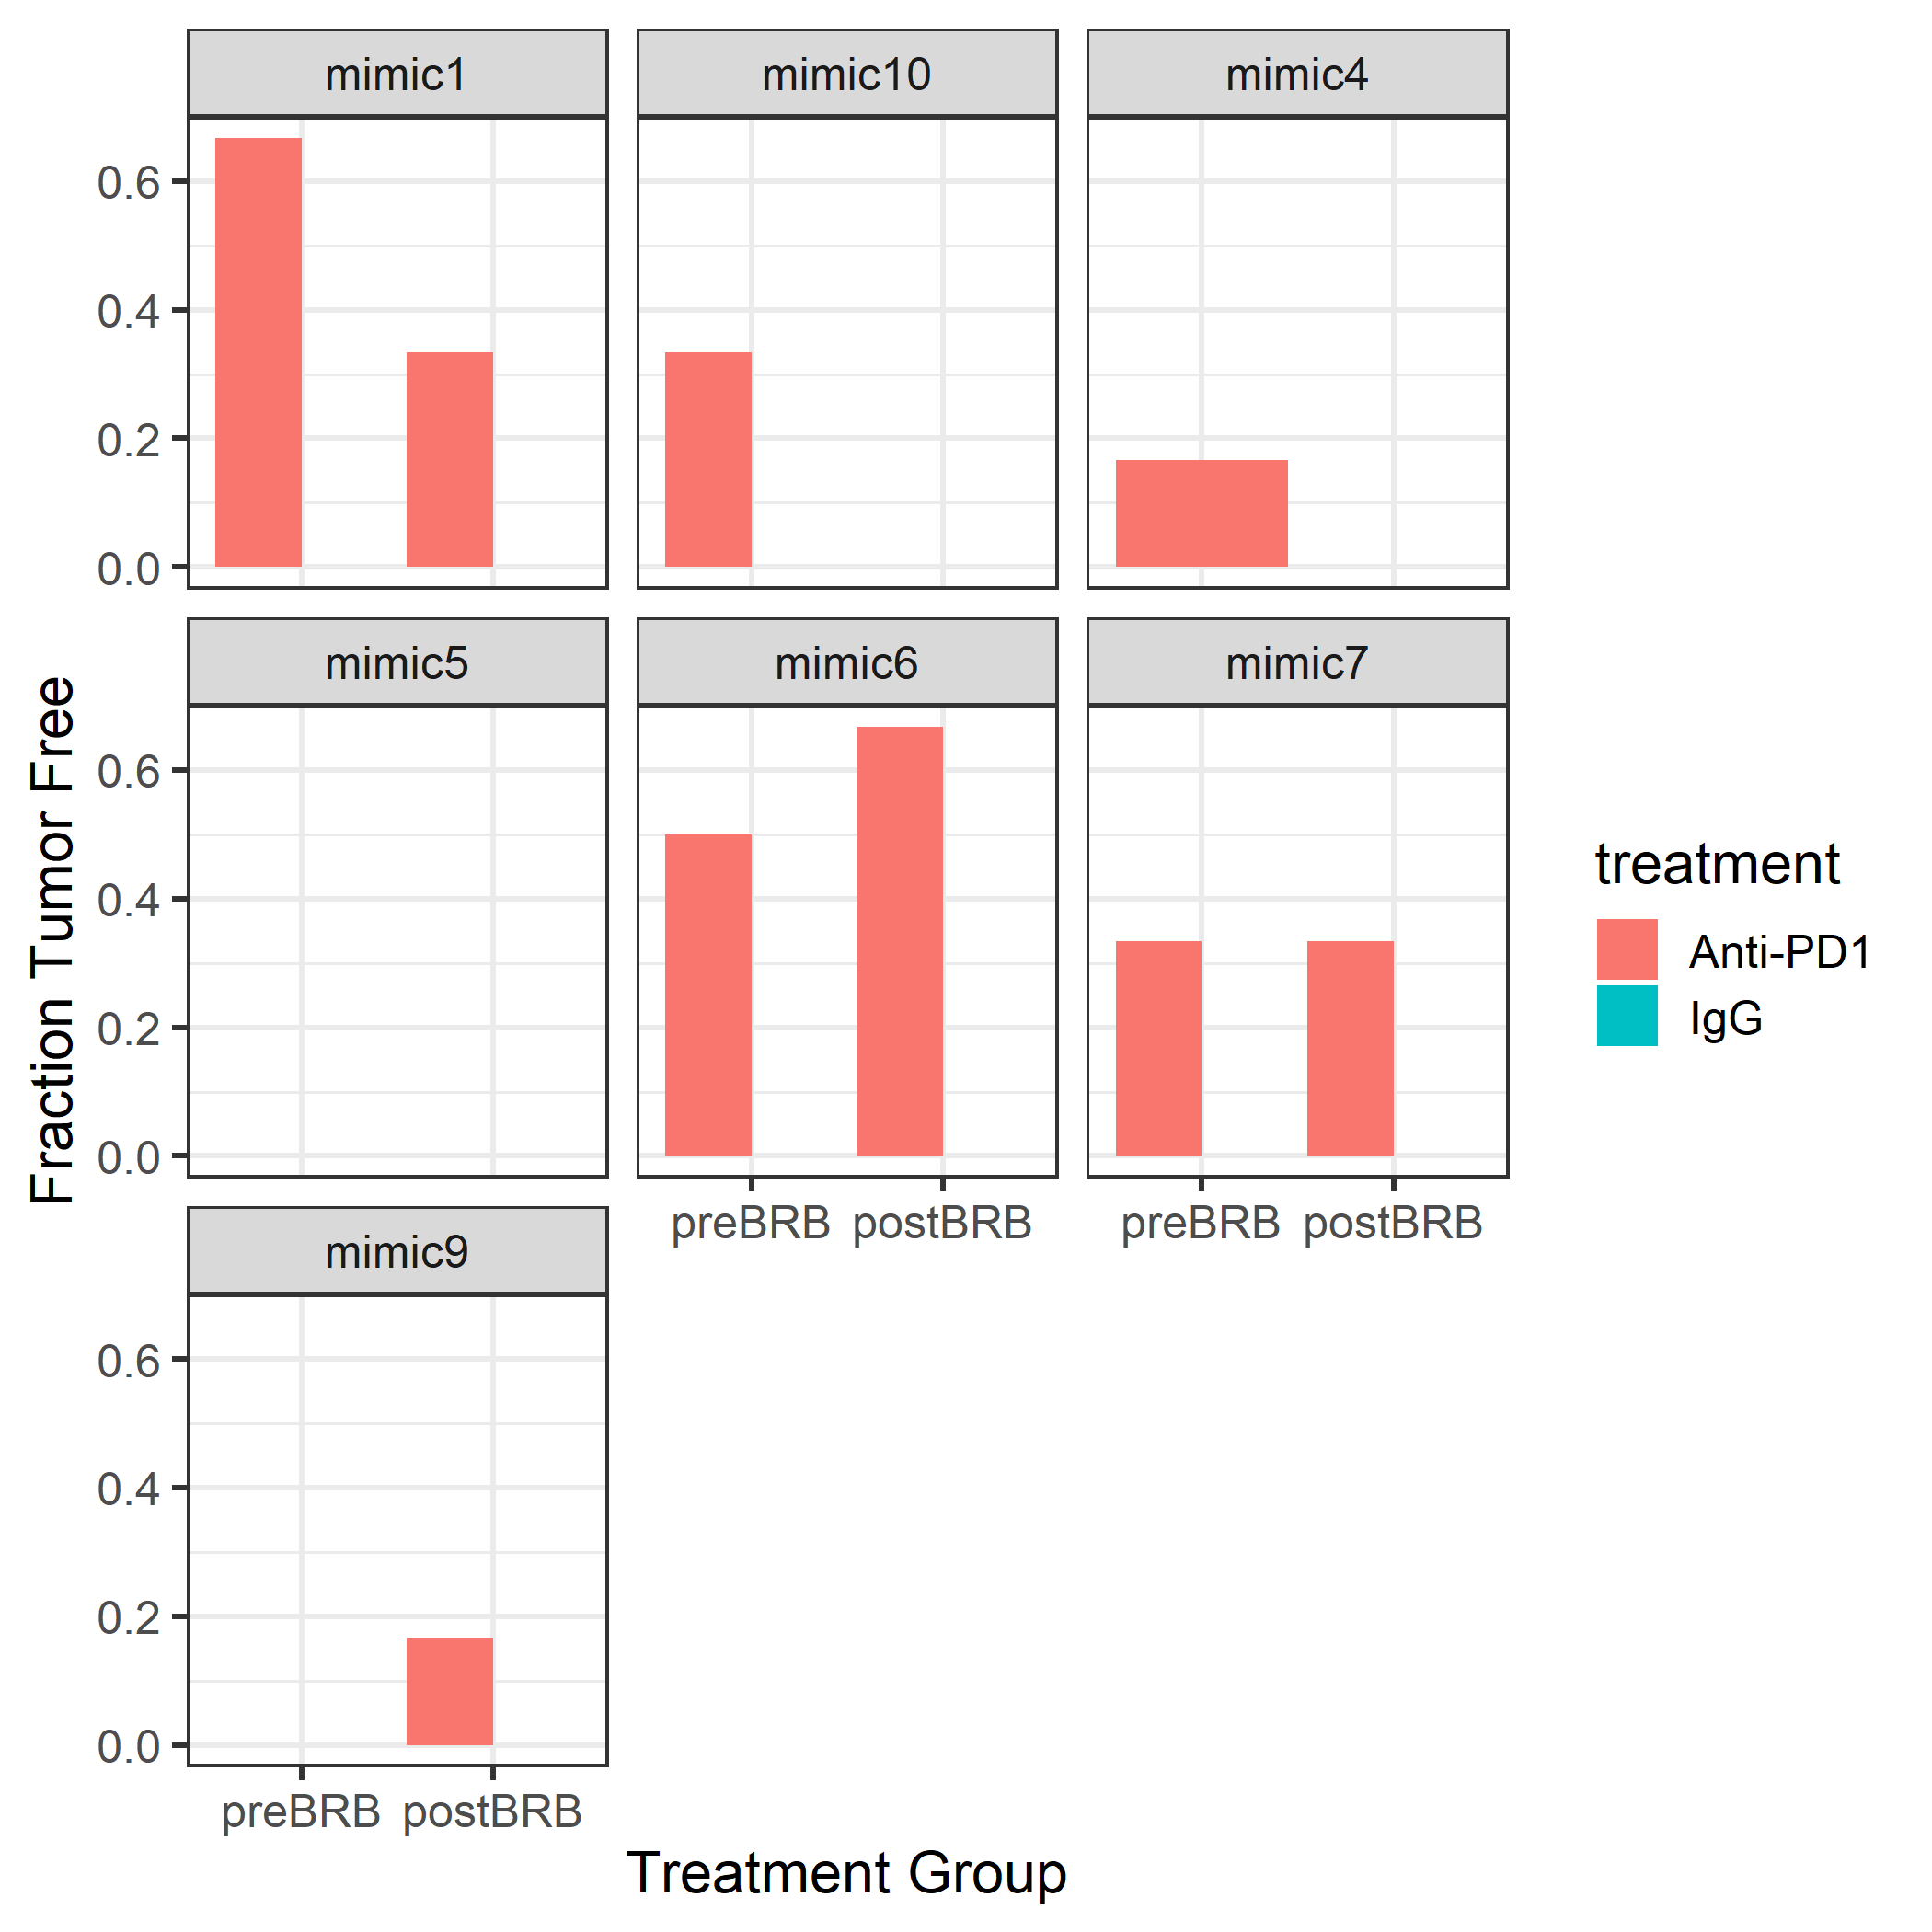 mimic1
mimic10
mimic4
0.6
0.4
0.2
0.0
mimic5
mimic6
mimic7
0.6
0.4
0.2
0.0
preBRB postBRB
preBRB postBRB
mimic9
0.6
0.4
0.2
0.0
preBRB postBRB
Treatment Group
Fraction Tumor Free
treatment
Anti-PD1
IgG